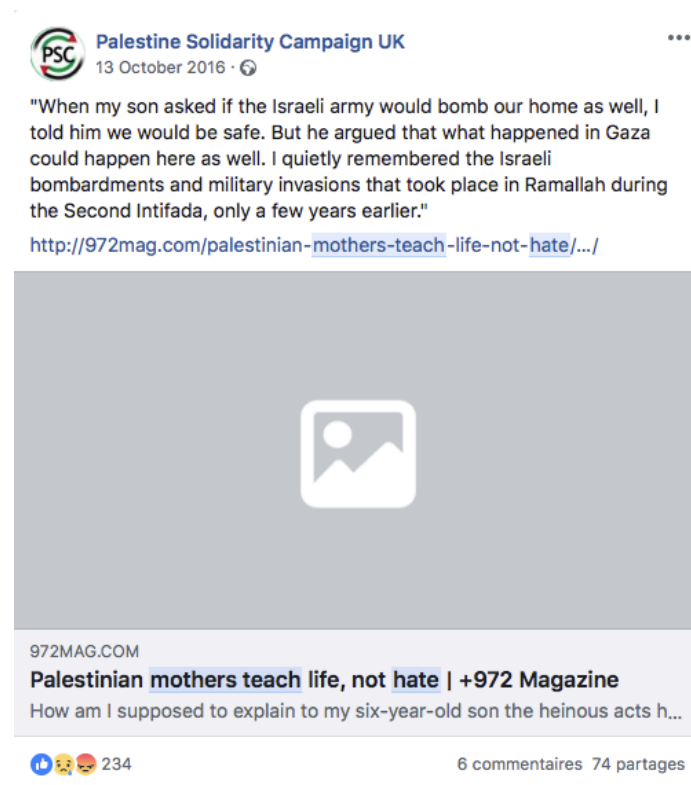 PSC
Palestine Solidarity Campaign UK
13 October 2016 ·
"When my son asked if the Israeli army would bomb our home as well, I
told him we would be safe. But he argued that what happened in Gaza
could happen here as well. I quietly remembered the Israeli
bombardments and military invasions that took place in Ramallah during
the Second Intifada, only a few years earlier."
http://972mag.com/palestinian-mothers-teach-life-not-hate/.../
972MAG.COM
Palestinian mothers teach life, not hate | +972 Magazine
How am I supposed to explain to my six-year-old son the heinous acts h...
234
6 commentaires 74 partages